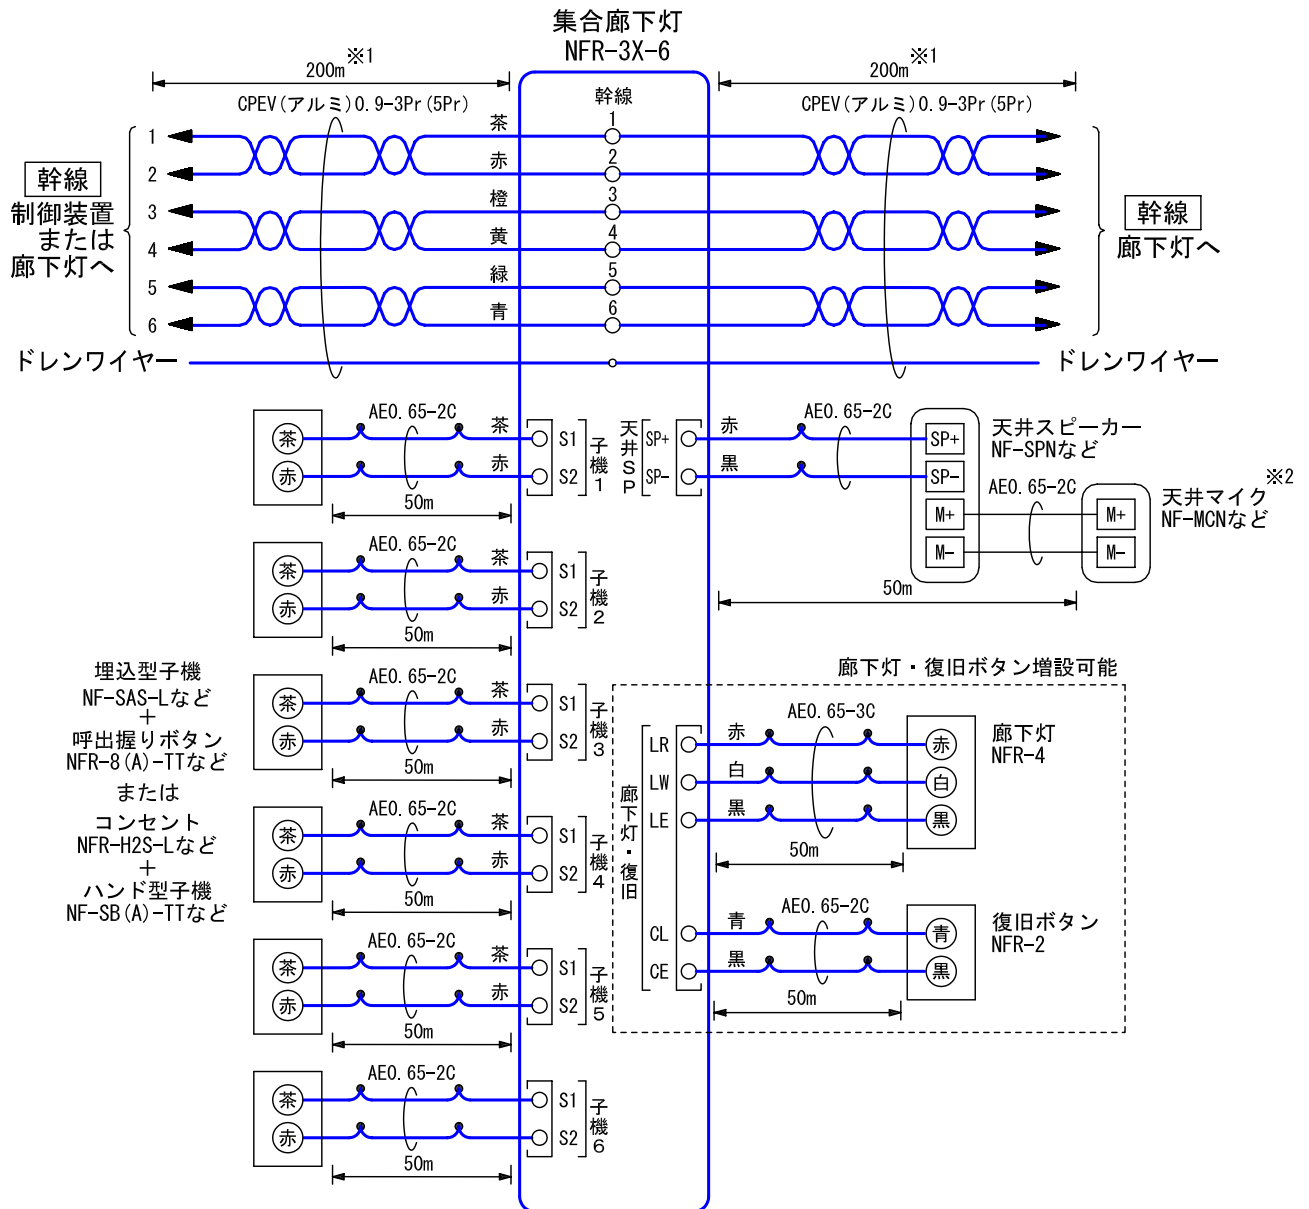 集合廊下灯
NFR-3X-6
200m※1
200m※1
CPEV(アルミ)0.9-3Pr(5Pr)
CPEV(アルミ)0.9-3Pr(5Pr)
幹線
1 茶 1
2 赤 2
3 橙 3
4 黄 4
5 緑 5
6 青 6
幹線
制御装置
または
廊下灯へ
幹線
廊下灯へ
ドレンワイヤー
ドレンワイヤー
茶 AE0.65-2C 茶 S1
赤 赤 S2
子機1
50m
茶 AE0.65-2C 茶 S1
赤 赤 S2
子機2
50m
茶 AE0.65-2C 茶 S1
赤 赤 S2
子機3
50m
茶 AE0.65-2C 茶 S1
赤 赤 S2
子機4
50m
茶 AE0.65-2C 茶 S1
赤 赤 S2
子機5
50m
茶 AE0.65-2C 茶 S1
赤 赤 S2
子機6
50m
埋込型子機
NF-SAS-Lなど
+
呼出握りボタン
NFR-8(A)-TTなど
または
コンセント
NFR-H2S-Lなど
+
ハンド型子機
NF-SB(A)-TTなど
天井SP
SP+ 赤 AE0.65-2C SP+
SP- 黒 SP-
天井スピーカー
NF-SPNなど
AE0.65-2C
M+ M+
M- M-
天井マイク※2
NF-MCNなど
50m
廊下灯・復旧ボタン増設可能
廊下灯・復旧
LR 赤 AE0.65-3C 赤
LW 白 白
LE 黒 黒
廊下灯
NFR-4
50m
CL 青 AE0.65-2C 青
CE 黒 黒
復旧ボタン
NFR-2
50m